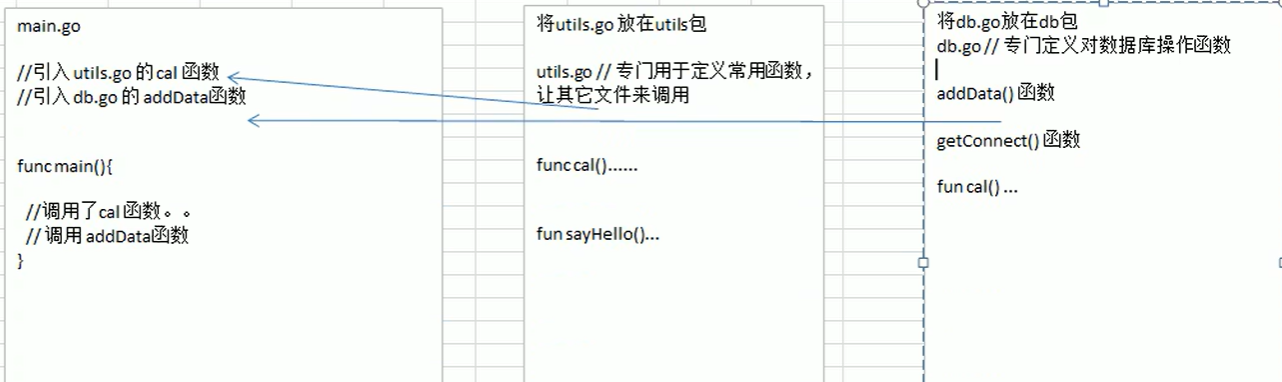 main.go
//引入 utils.go 的 cal 函数
//引入 db.go 的 addData函数
func main(){
//调用了cal 函数。。
// 调用 addData函数
}
将utils.go 放在utils包
utils.go // 专门用于定义常用函数，
让其它文件来调用
func cal()......
fun sayHello()...
将db.go放在db包
db.go // 专门定义对数据库操作函数
addData() 函数
getConnect() 函数
fun cal() ...